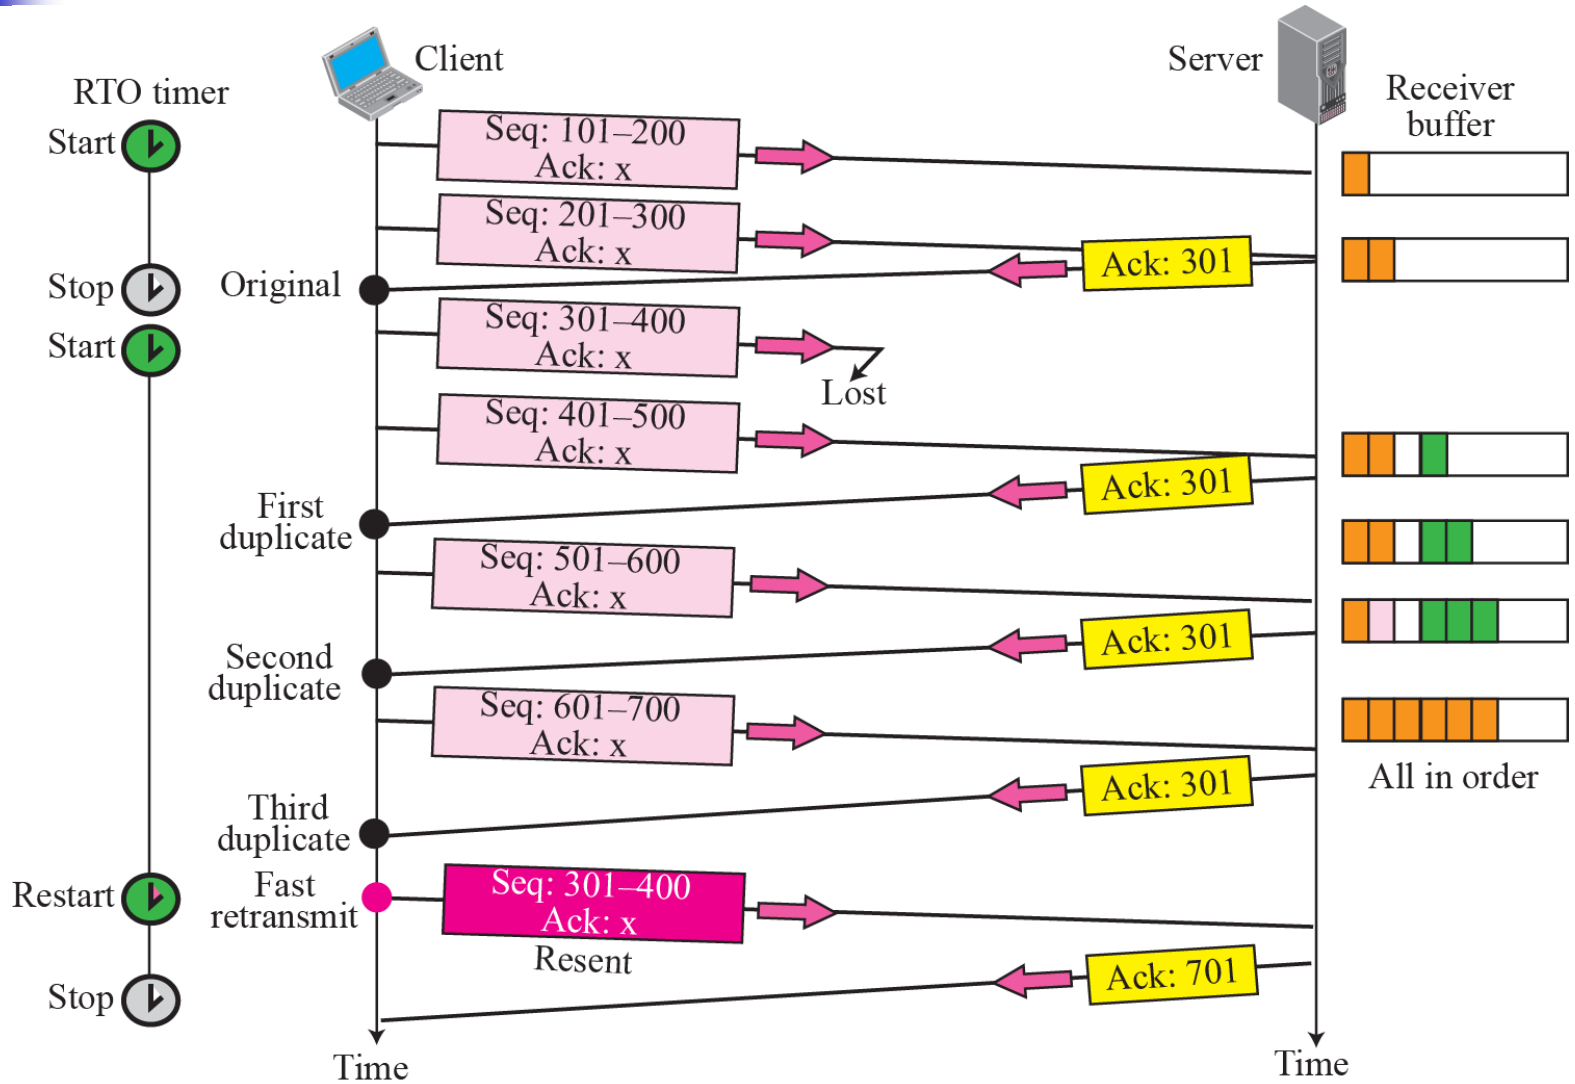 Client
Server
RTO timer
Receiver
buffer
Start
Seq: 101–200
Ack: x
Seq: 201–300
Ack: x
Ack: 301
Stop
Original
Start
Seq: 301–400
Ack: x
Lost
Seq: 401–500
Ack: x
Ack: 301
First
duplicate
Seq: 501–600
Ack: x
Ack: 301
Second
duplicate
Seq: 601–700
Ack: x
All in order
Ack: 301
Third
duplicate
Restart
Fast
retransmit
Seq: 301–400
Ack: x
Resent
Ack: 701
Stop
Time
Time